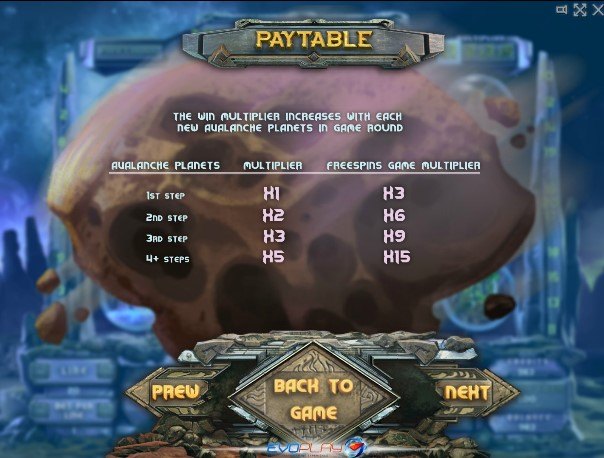 PAYTABLE
THE WIN MULTIPLIER INCREASES WITH EACH
NEW AVALANCHE PLANETS IN GAME ROUND
AVALANCHE PLANETS MULTIPLIER FREESPINS GAME MULTIPLIER
1ST STEP X1 X3
2ND STEP X2 X6
3RD STEP X3 X9
4+ STEPS X5 X15
PREW
BACK TO
GAME
NEXT
EVOPLAY